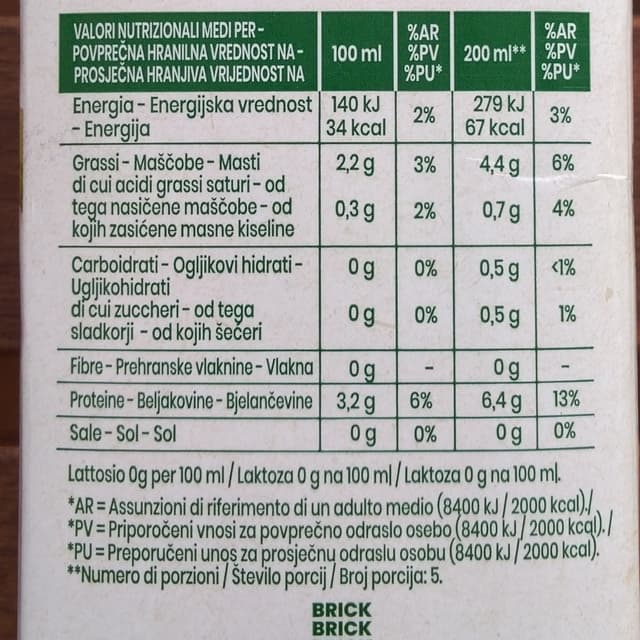 VALORI NUTRIZIONALI MEDI PER - 100 ml %AR 200 ml** %AR
POVPREČNA HRANILNA VREDNOST NA - %PV %PV
PROSJEČNA HRANJIVA VRIJEDNOST NA %PU* %PU*
Energia - Energijska vrednost 140 kJ 2% 279 kJ 3%
- Energija 34 kcal 67 kcal
Grassi - Maščobe - Masti 2,2 g 3% 4,4 g 6%
di cui acidi grassi saturi - od
tega nasičene maščobe - od 0,3 g 2% 0,7 g 4%
kojih zasićene masne kiseline
Carboidrati - Ogljikovi hidrati - 0 g 0% 0,5 g <1%
Ugljikohidrati
di cui zuccheri - od tega 0 g 0% 0,5 g 1%
sladkorji - od kojih šećeri
Fibre - Prehranske vlaknine - Vlakna 0 g - 0 g -
Proteine - Beljakovine - Bjelančevine 3,2 g 6% 6,4 g 13%
Sale - Sol - Sol 0 g 0% 0 g 0%
Lattosio 0g per 100 ml / Laktoza 0 g na 100 ml / Laktoza 0 g na 100 ml.
*AR = Assunzioni di riferimento di un adulto medio (8400 kJ / 2000 kcal)./
*PV = Priporočeni vnosi za povprečno odraslo osebo (8400 kJ / 2000 kcal)./
*PU = Preporučeni unos za prosječnu odraslu osobu (8400 kJ / 2000 kcal).
**Numero di porzioni / Število porcij / Broj porcija: 5.
BRICK
BRICK